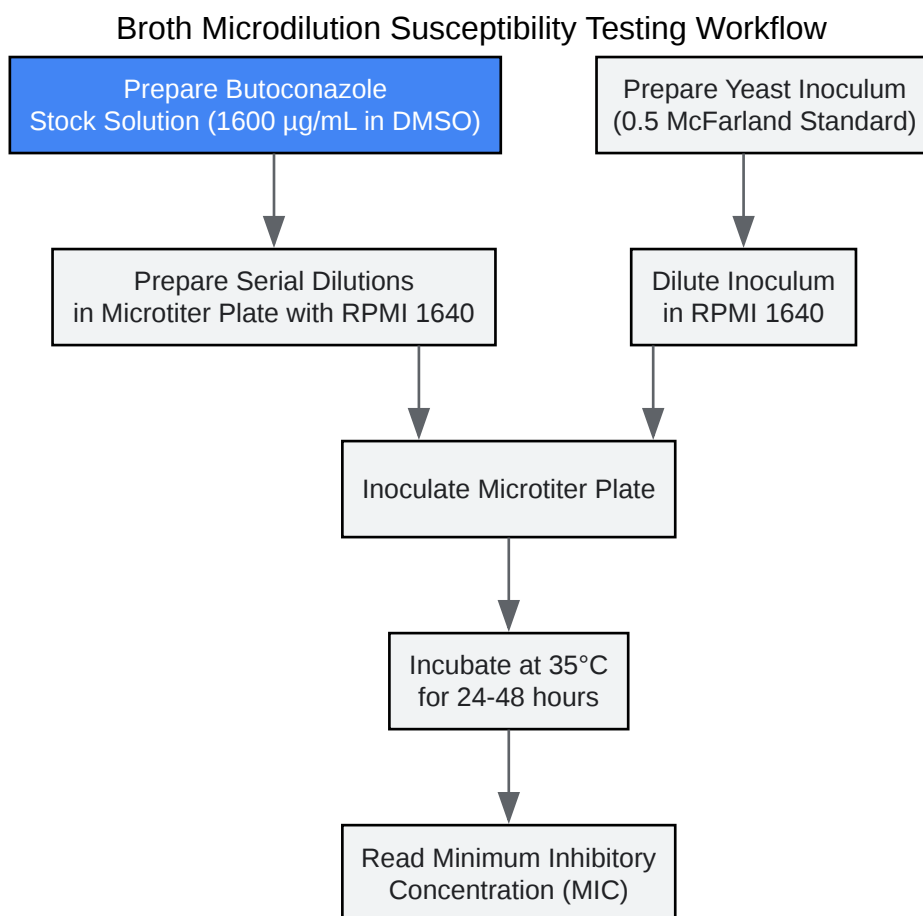 Broth Microdilution Susceptibility Testing Workflow
Prepare Butoconazole
Stock Solution (1600 µg/mL in DMSO)
Prepare Yeast Inoculum
(0.5 McFarland Standard)
Prepare Serial Dilutions
in Microtiter Plate with RPMI 1640
Dilute Inoculum
in RPMI 1640
Inoculate Microtiter Plate
Incubate at 35°C
for 24-48 hours
Read Minimum Inhibitory
Concentration (MIC)